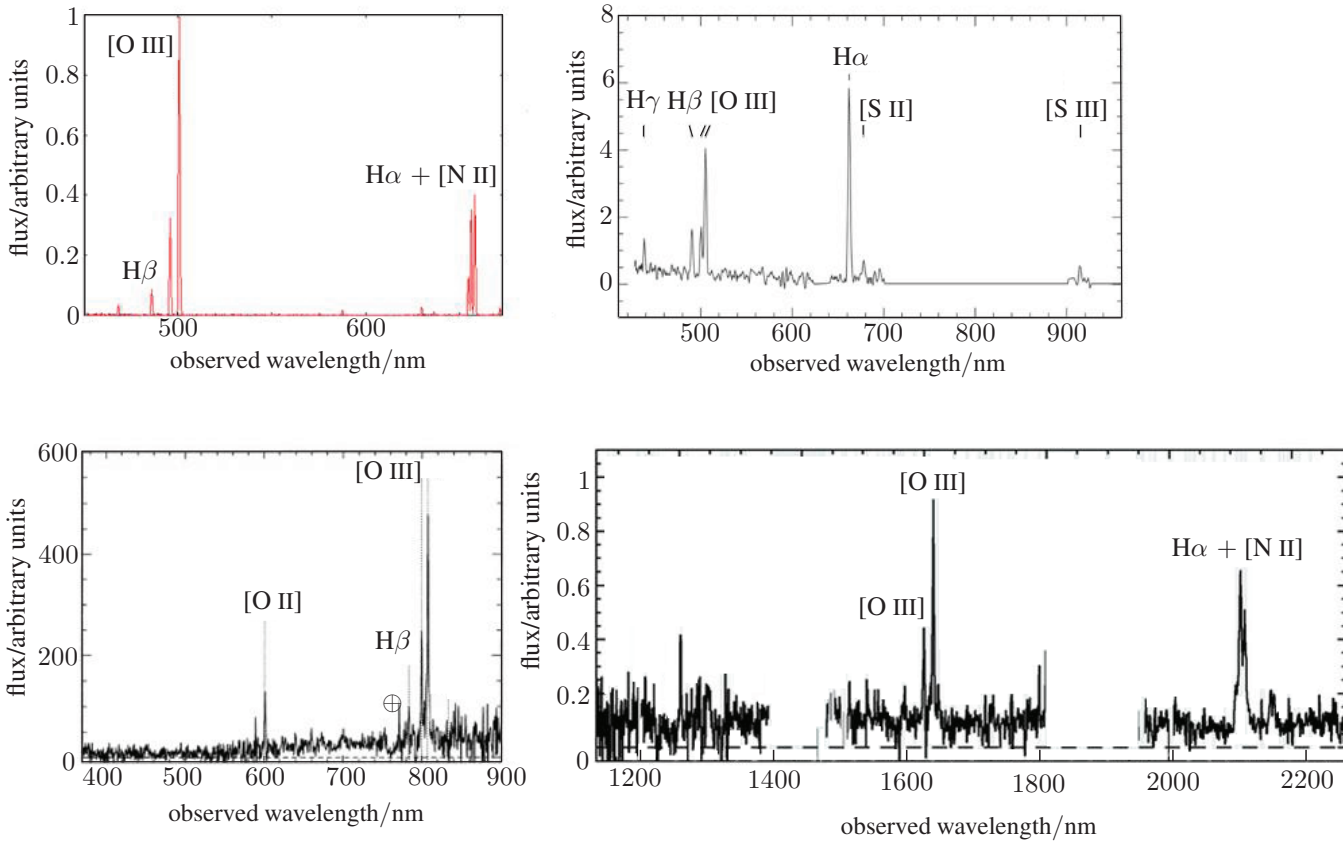 1
0.8
0.6
0.4
0.2
0
flux/arbitrary units
[O III]
Hβ
Hα + [N II]
500
600
observed wavelength/nm
8
6
4
2
0
flux/arbitrary units
Hα
Hγ Hβ [O III]
[S II]
[S III]
500
600
700
800
900
observed wavelength/nm
600
400
200
0
flux/arbitrary units
[O III]
[O II]
Hβ
⊕
400
500
600
700
800
900
observed wavelength/nm
1
0.8
0.6
0.4
0.2
0
flux/arbitrary units
[O III]
[O III]
Hα + [N II]
1200
1400
1600
1800
2000
2200
observed wavelength/nm